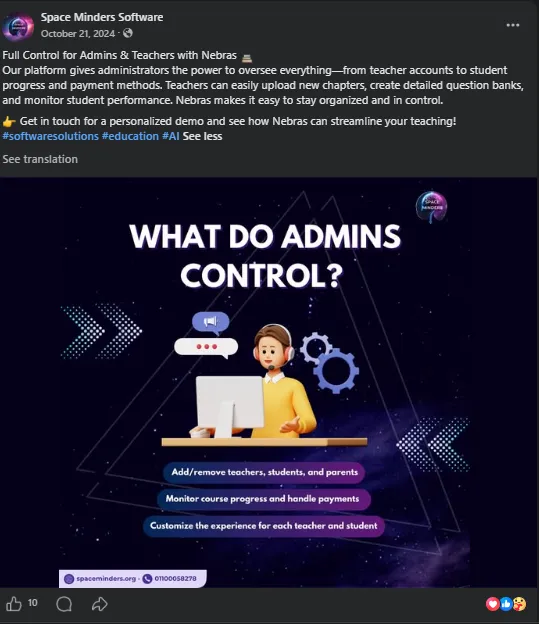 Space Minders Software
October 21, 2024
Full Control for Admins & Teachers with Nebras
Our platform gives administrators the power to oversee everything—from teacher accounts to student
progress and payment methods. Teachers can easily upload new chapters, create detailed question banks,
and monitor student performance. Nebras makes it easy to stay organized and in control.
👉 Get in touch for a personalized demo and see how Nebras can streamline your teaching!
#softwaresolutions #education #AI See less
See translation
SPACE
MINDERS
WHAT DO ADMINS
CONTROL?
Add/remove teachers, students, and parents
Monitor course progress and handle payments
Customize the experience for each teacher and student
spaceminders.org - 01100058278
10